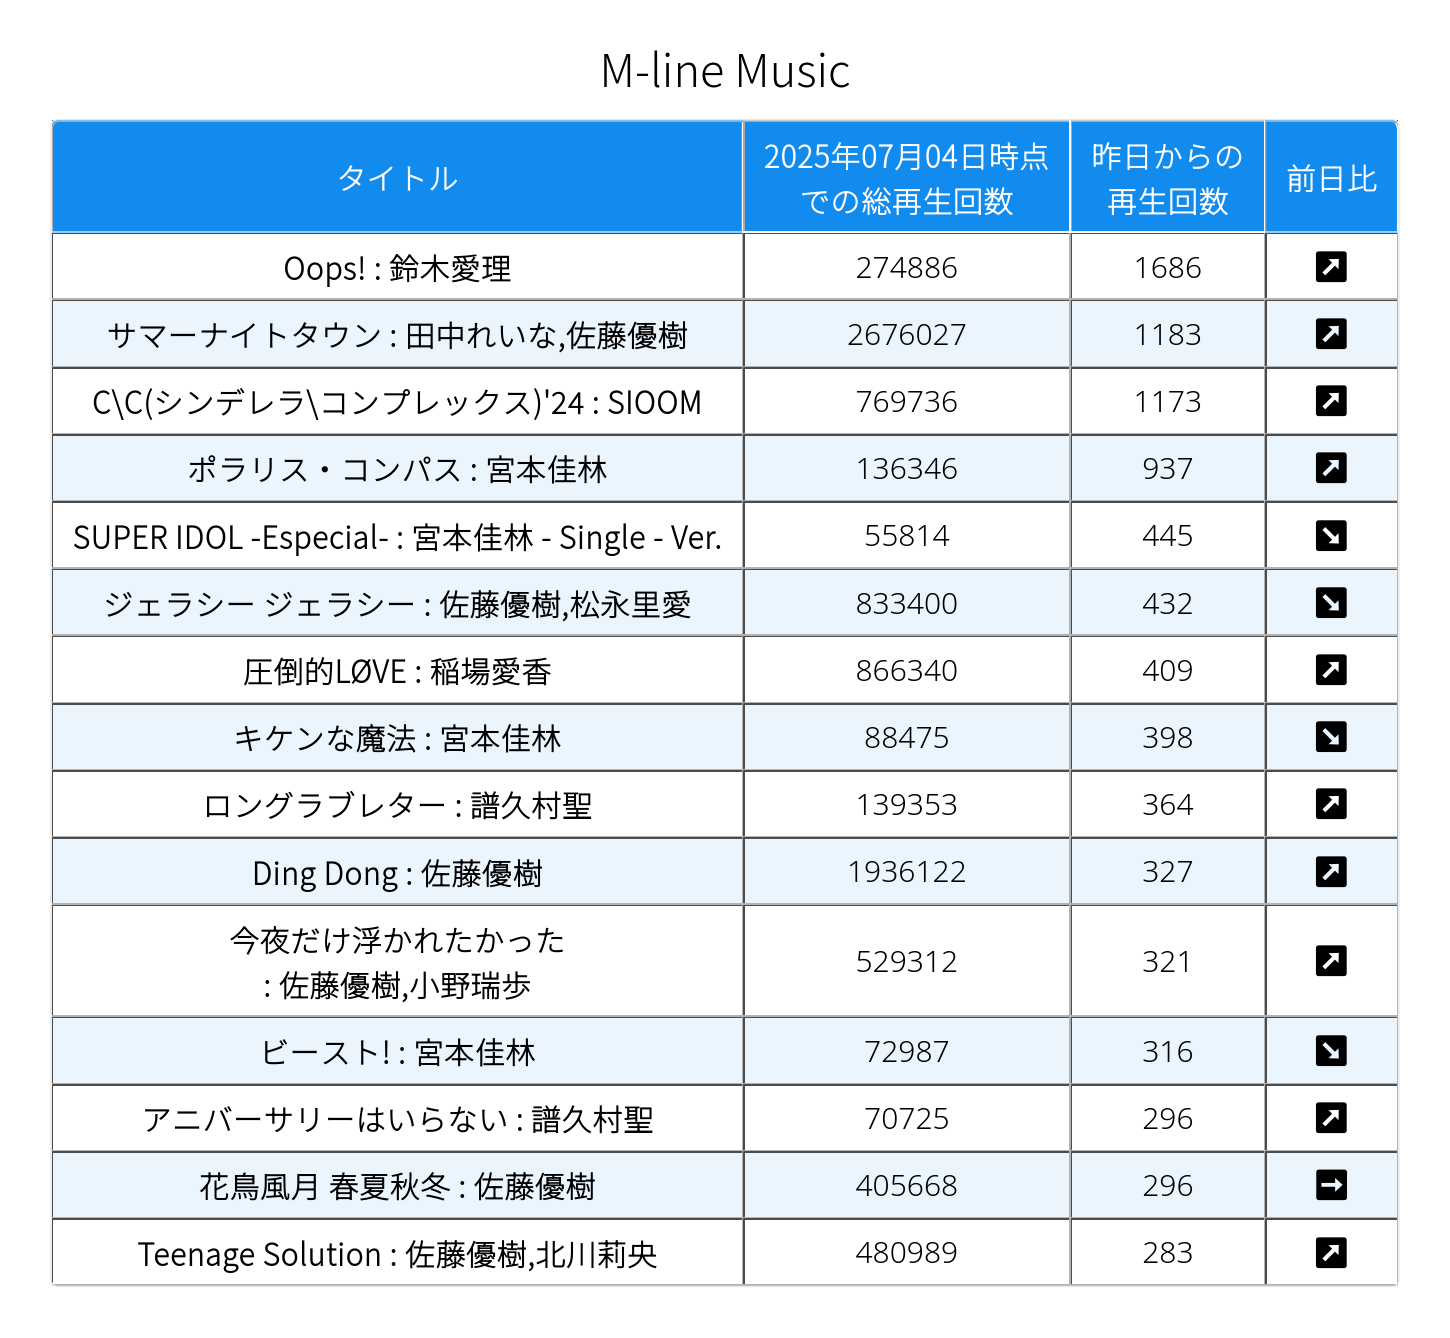 M-line Music
タイトル
2025年07月04日時点
での総再生回数
昨日からの
再生回数
前日比
Oops! : 鈴木愛理 274886 1686 ↗
サマーナイトタウン : 田中れいな,佐藤優樹 2676027 1183 ↗
C\C(シンデレラ\コンプレックス)'24 : SIOOM 769736 1173 ↗
ポラリス・コンパス : 宮本佳林 136346 937 ↗
SUPER IDOL -Especial- : 宮本佳林 - Single - Ver. 55814 445 ↘
ジェラシー ジェラシー : 佐藤優樹,松永里愛 833400 432 ↘
圧倒的LØVE : 稲場愛香 866340 409 ↗
キケンな魔法 : 宮本佳林 88475 398 ↘
ロングラブレター : 譜久村聖 139353 364 ↗
Ding Dong : 佐藤優樹 1936122 327 ↗
今夜だけ浮かれたかった
: 佐藤優樹,小野瑞歩 529312 321 ↗
ビースト! : 宮本佳林 72987 316 ↘
アニバーサリーはいらない : 譜久村聖 70725 296 ↗
花鳥風月 春夏秋冬 : 佐藤優樹 405668 296 →
Teenage Solution : 佐藤優樹,北川莉央 480989 283 ↗